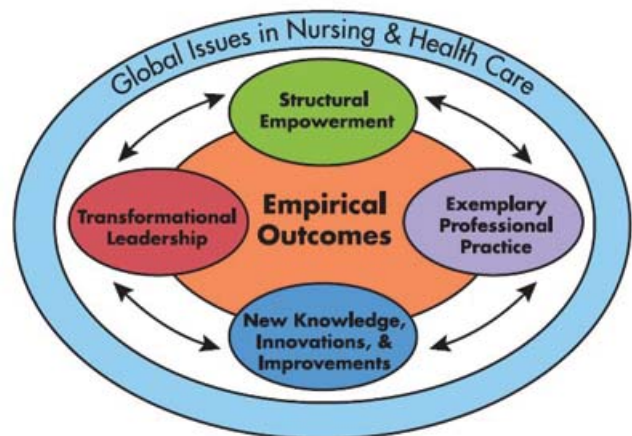 Global Issues in Nursing & Health Care
Structural
Empowerment
Transformational
Leadership
Empirical
Outcomes
Exemplary
Professional
Practice
New Knowledge,
Innovations, &
Improvements